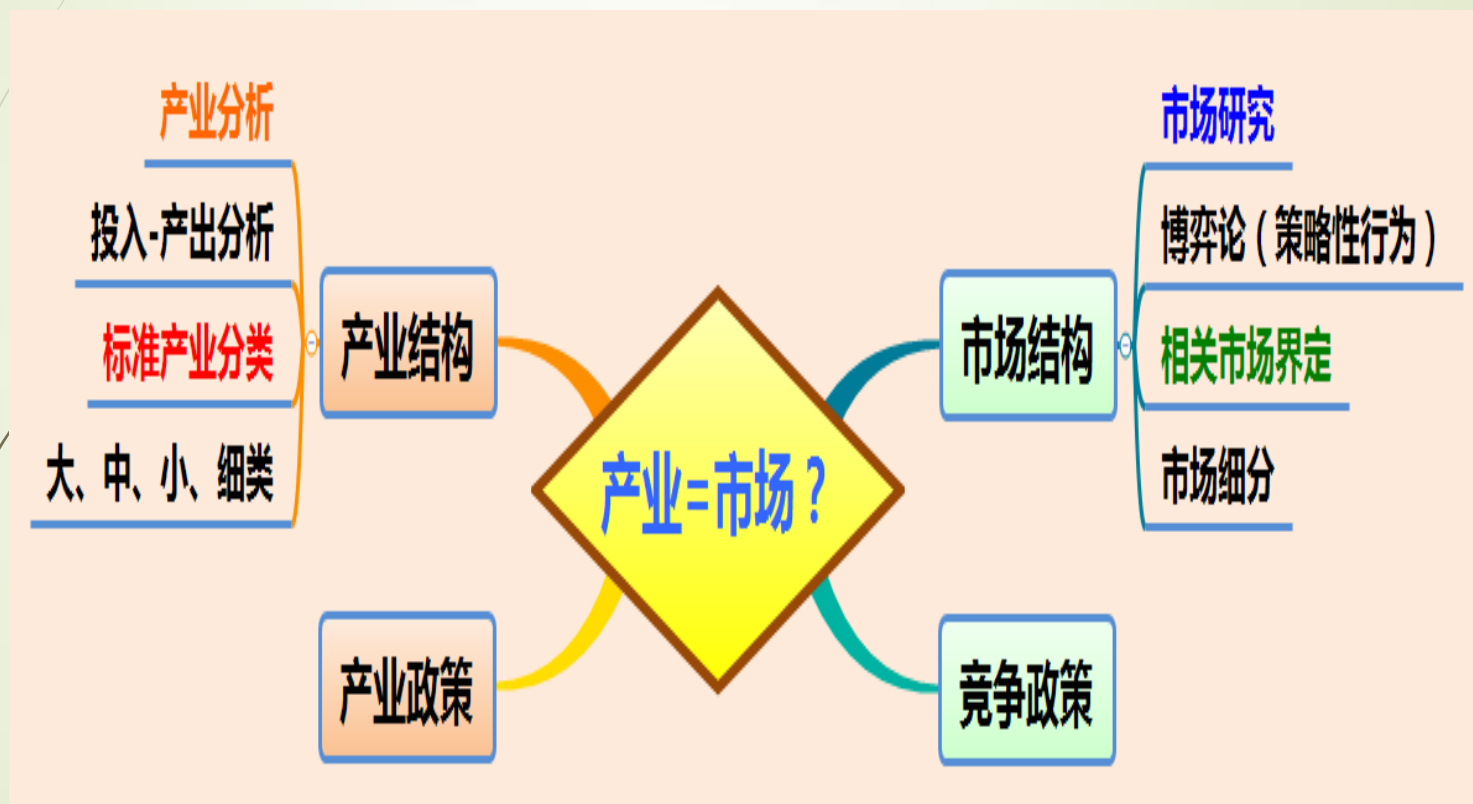 产业分析
投入-产出分析
标准产业分类
大、中、小、细类
产业结构
产业政策
产业=市场？
市场结构
竞争政策
市场研究
博弈论（策略性行为）
相关市场界定
市场细分